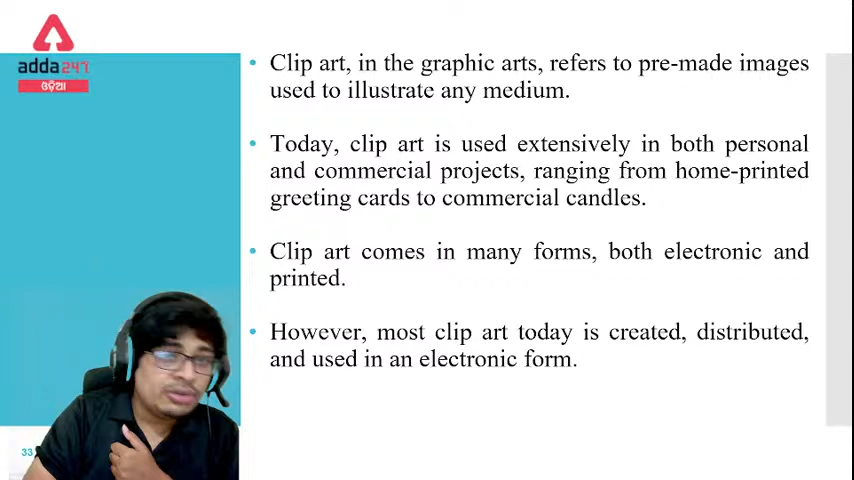 adda247
ଓଡ଼ିଆ
• Clip art, in the graphic arts, refers to pre-made images
used to illustrate any medium.
• Today, clip art is used extensively in both personal
and commercial projects, ranging from home-printed
greeting cards to commercial candles.
• Clip art comes in many forms, both electronic and
printed.
• However, most clip art today is created, distributed,
and used in an electronic form.
33